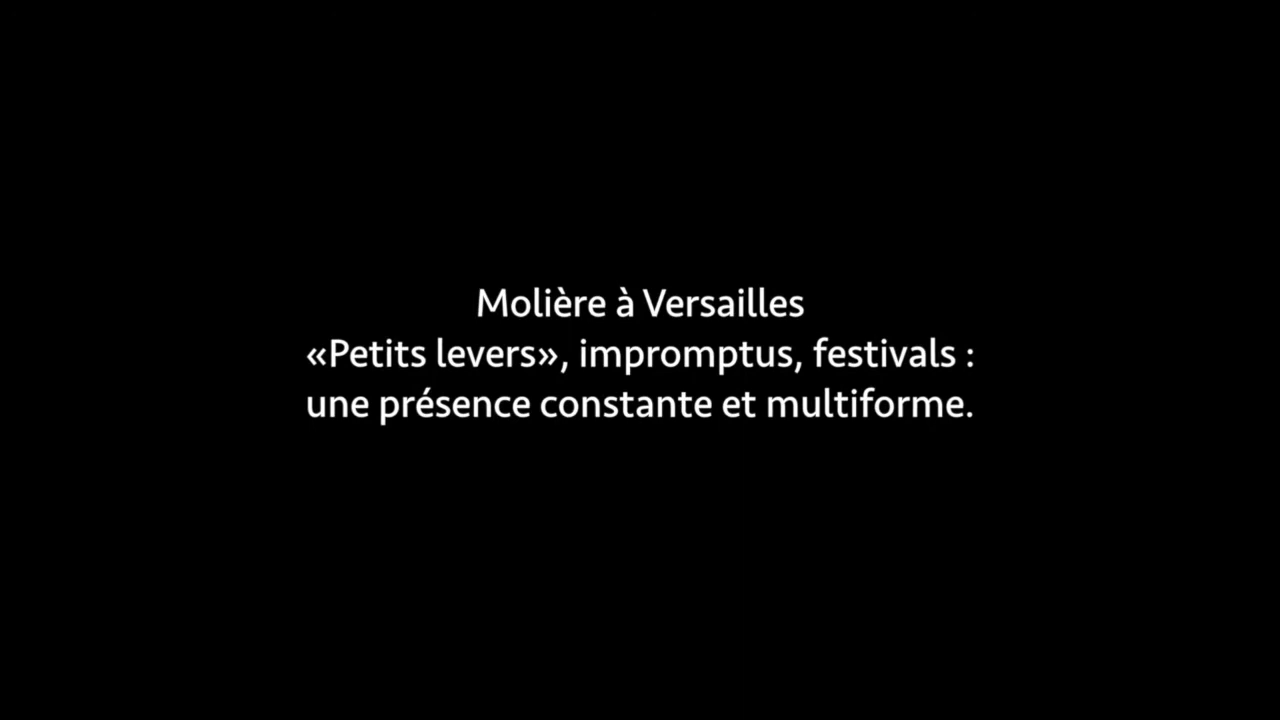 Molière à Versailles
«Petits levers», impromptus, festivals :
une présence constante et multiforme.